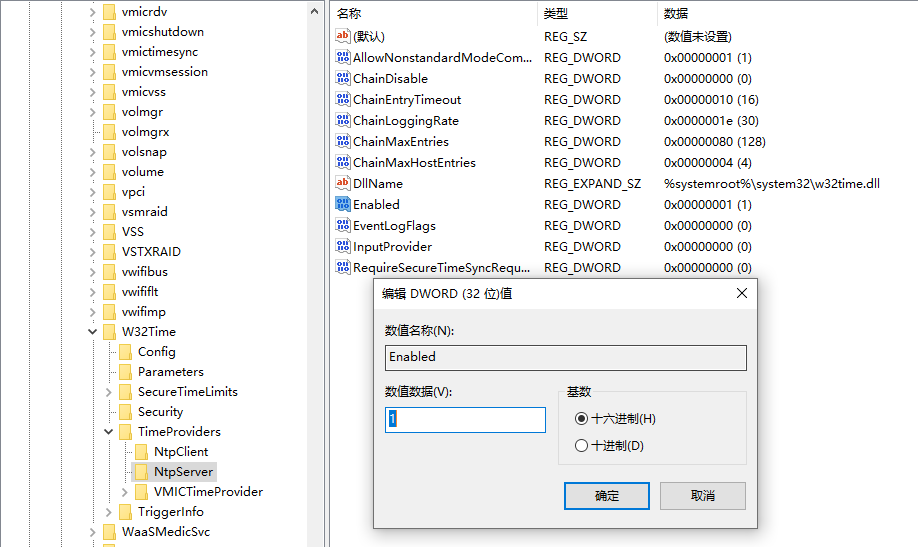 vmicrdv
vmicshutdown
vmictimesync
vmicvmsession
vmicvss
volmgr
volmgrx
volsnap
volume
vpci
vsmraid
VSS
VSTXRAID
vwifibus
vwififlt
vwifimp
W32Time
Config
Parameters
SecureTimeLimits
Security
TimeProviders
NtpClient
NtpServer
VMICTimeProvider
TriggerInfo
WaaSMedicSvc
名称 类型 数据
(默认) REG_SZ (数值未设置)
AllowNonstandardModeCom... REG_DWORD 0x00000001 (1)
ChainDisable REG_DWORD 0x00000000 (0)
ChainEntryTimeout REG_DWORD 0x00000010 (16)
ChainLoggingRate REG_DWORD 0x0000001e (30)
ChainMaxEntries REG_DWORD 0x00000080 (128)
ChainMaxHostEntries REG_DWORD 0x00000004 (4)
DllName REG_EXPAND_SZ %systemroot%\system32\w32time.dll
Enabled REG_DWORD 0x00000001 (1)
EventLogFlags REG_DWORD 0x00000000 (0)
InputProvider REG_DWORD 0x00000000 (0)
RequireSecureTimeSyncRequ... REG_DWORD 0x00000000 (0)
编辑 DWORD (32 位)值
数值名称(N):
Enabled
数值数据(V):
1
基数
十六进制(H)
十进制(D)
确定 取消